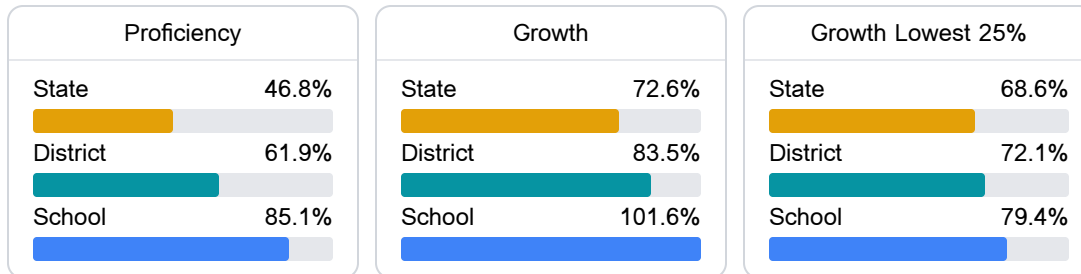 Proficiency
State 46.8%
District 61.9%
School 85.1%
Growth
State 72.6%
District 83.5%
School 101.6%
Growth Lowest 25%
State 68.6%
District 72.1%
School 79.4%